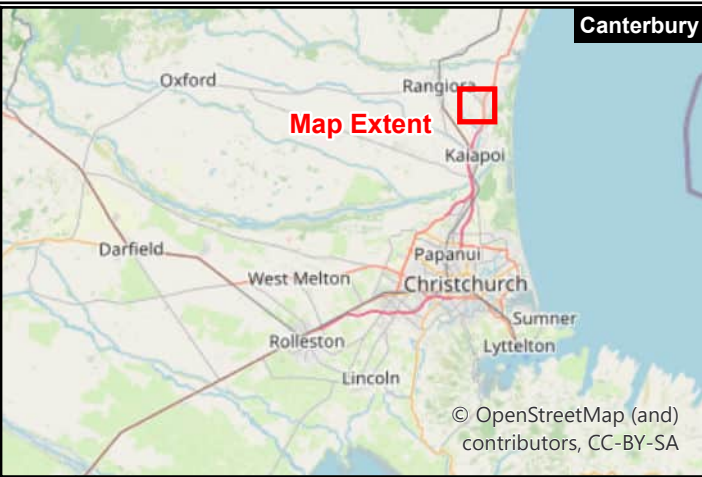 Canterbury
Oxford
Rangiora
Map Extent
Kaiapoi
Darfield
Papanui
West Melton
Christchurch
Sumner
Rolleston
Lyttelton
Lincoln
© OpenStreetMap (and)
contributors, CC-BY-SA